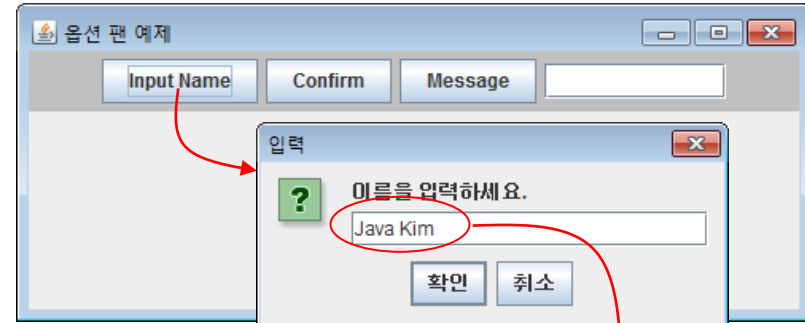 옵션 팬 예제
Input Name Confirm Message
입력
이름을 입력하세요.
Java Kim
확인 취소